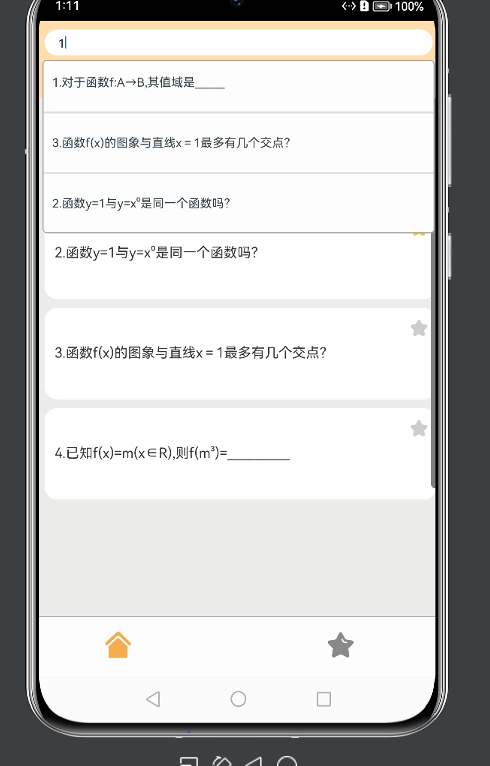 1:11
100%
1
1.对于函数f:A→B,其值域是_____
3.函数f(x)的图象与直线x = 1最多有几个交点?
2.函数y=1与y=x⁰是同一个函数吗?
2.函数y=1与y=x⁰是同一个函数吗?
3.函数f(x)的图象与直线x = 1最多有几个交点?
4.已知f(x)=m(x∈R),则f(m³)=_________